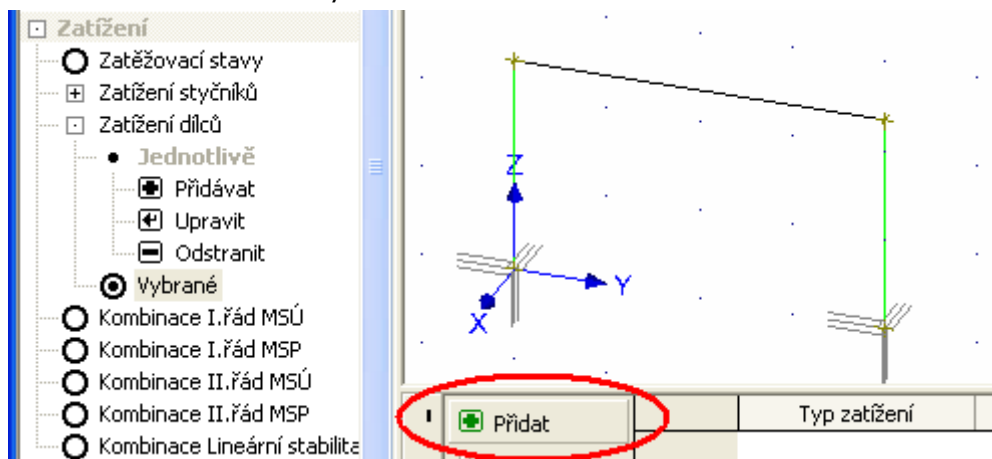 Zatížení
Zatěžovací stavy
Zatížení styčníků
Zatížení dílců
Jednotlivě
Přidávat
Upravit
Odstranit
Vybrané
Kombinace I.řád MSÚ
Kombinace I.řád MSP
Kombinace II.řád MSÚ
Kombinace II.řád MSP
Kombinace Lineární stabilita
Z
Y
X
Přidat
Typ zatížení